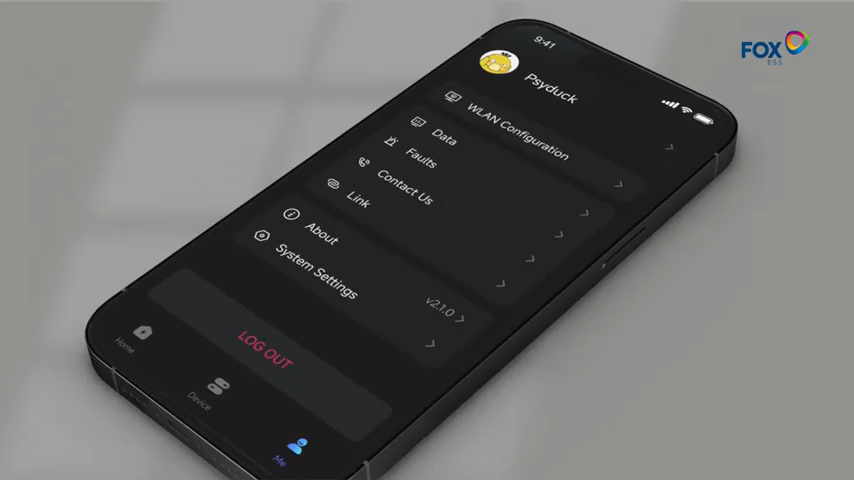 FOX
ESS
9:41
Psyduck
WLAN Configuration
Data
Faults
Contact Us
Link
About
v2.1.0
System Settings
LOG OUT
Home
Device
Me